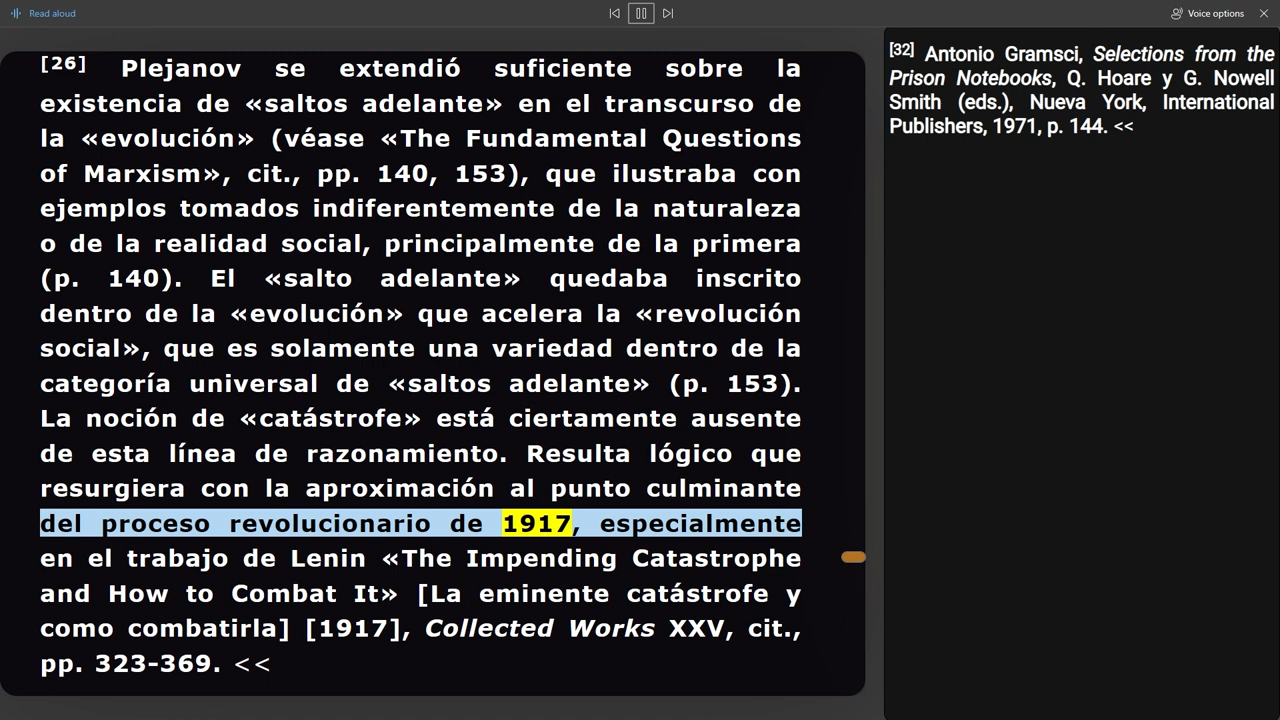 Read aloud
Voice options
[26] Plejanov se extendió suficiente sobre la
existencia de «saltos adelante» en el transcurso de
la «evolución» (véase «The Fundamental Questions
of Marxism», cit., pp. 140, 153), que ilustraba con
ejemplos tomados indiferentemente de la naturaleza
o de la realidad social, principalmente de la primera
(p. 140). El «salto adelante» quedaba inscrito
dentro de la «evolución» que acelera la «revolución
social», que es solamente una variedad dentro de la
categoría universal de «saltos adelante» (p. 153).
La noción de «catástrofe» está ciertamente ausente
de esta línea de razonamiento. Resulta lógico que
resurgiera con la aproximación al punto culminante
del proceso revolucionario de 1917, especialmente
en el trabajo de Lenin «The Impending Catastrophe
and How to Combat It» [La eminente catástrofe y
como combatirla] [1917], Collected Works XXV, cit.,
pp. 323-369. <<
[32] Antonio Gramsci, Selections from the
Prison Notebooks, Q. Hoare y G. Nowell
Smith (eds.), Nueva York, International
Publishers, 1971, p. 144. <<